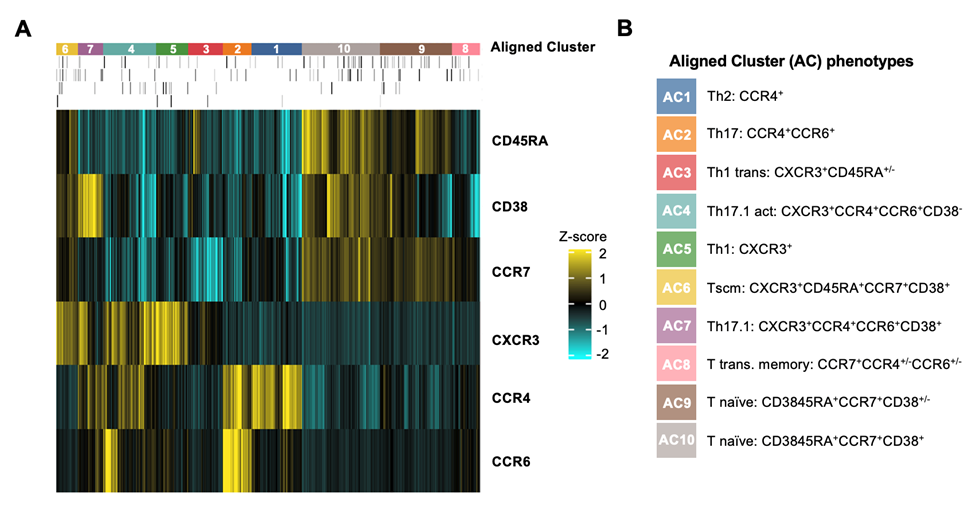 A
6 7 4 5 3 2 1 10 9 8
Aligned Cluster
CD45RA
CD38
CCR7
CXCR3
CCR4
CCR6
Z-score
2
1
0
-1
-2
B
Aligned Cluster (AC) phenotypes
AC1 Th2: CCR4⁺
AC2 Th17: CCR4⁺CCR6⁺
AC3 Th1 trans: CXCR3⁺CD45RA⁺/⁻
AC4 Th17.1 act: CXCR3⁺CCR4⁺CCR6⁺CD38⁻
AC5 Th1: CXCR3⁺
AC6 Tscm: CXCR3⁺CD45RA⁺CCR7⁺CD38⁺
AC7 Th17.1: CXCR3⁺CCR4⁺CCR6⁺CD38⁺
AC8 T trans. memory: CCR7⁺CCR4⁺/⁻CCR6⁺/⁻
AC9 T naïve: CD3845RA⁺CCR7⁺CD38⁺/⁻
AC10 T naïve: CD3845RA⁺CCR7⁺CD38⁺